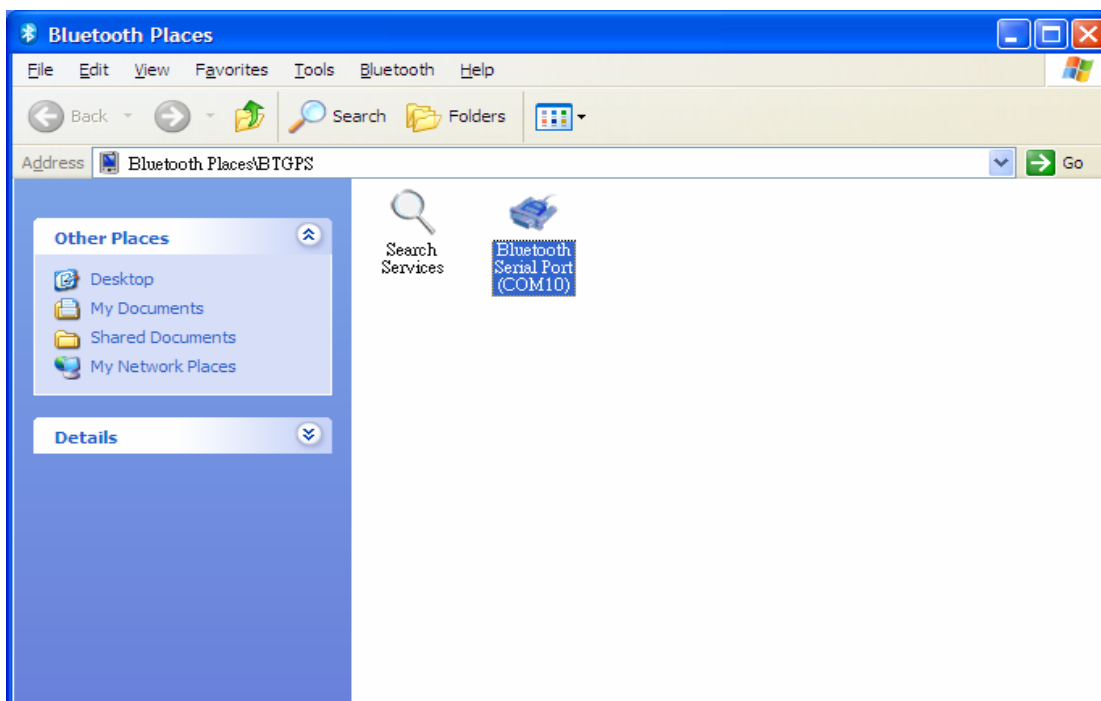 Bluetooth Places
File Edit View Favorites Tools Bluetooth Help
Back Search Folders
Address Bluetooth Places\BTGPS Go
Other Places
Desktop
My Documents
Shared Documents
My Network Places
Details
Search
Services
Bluetooth
Serial Port
(COM10)